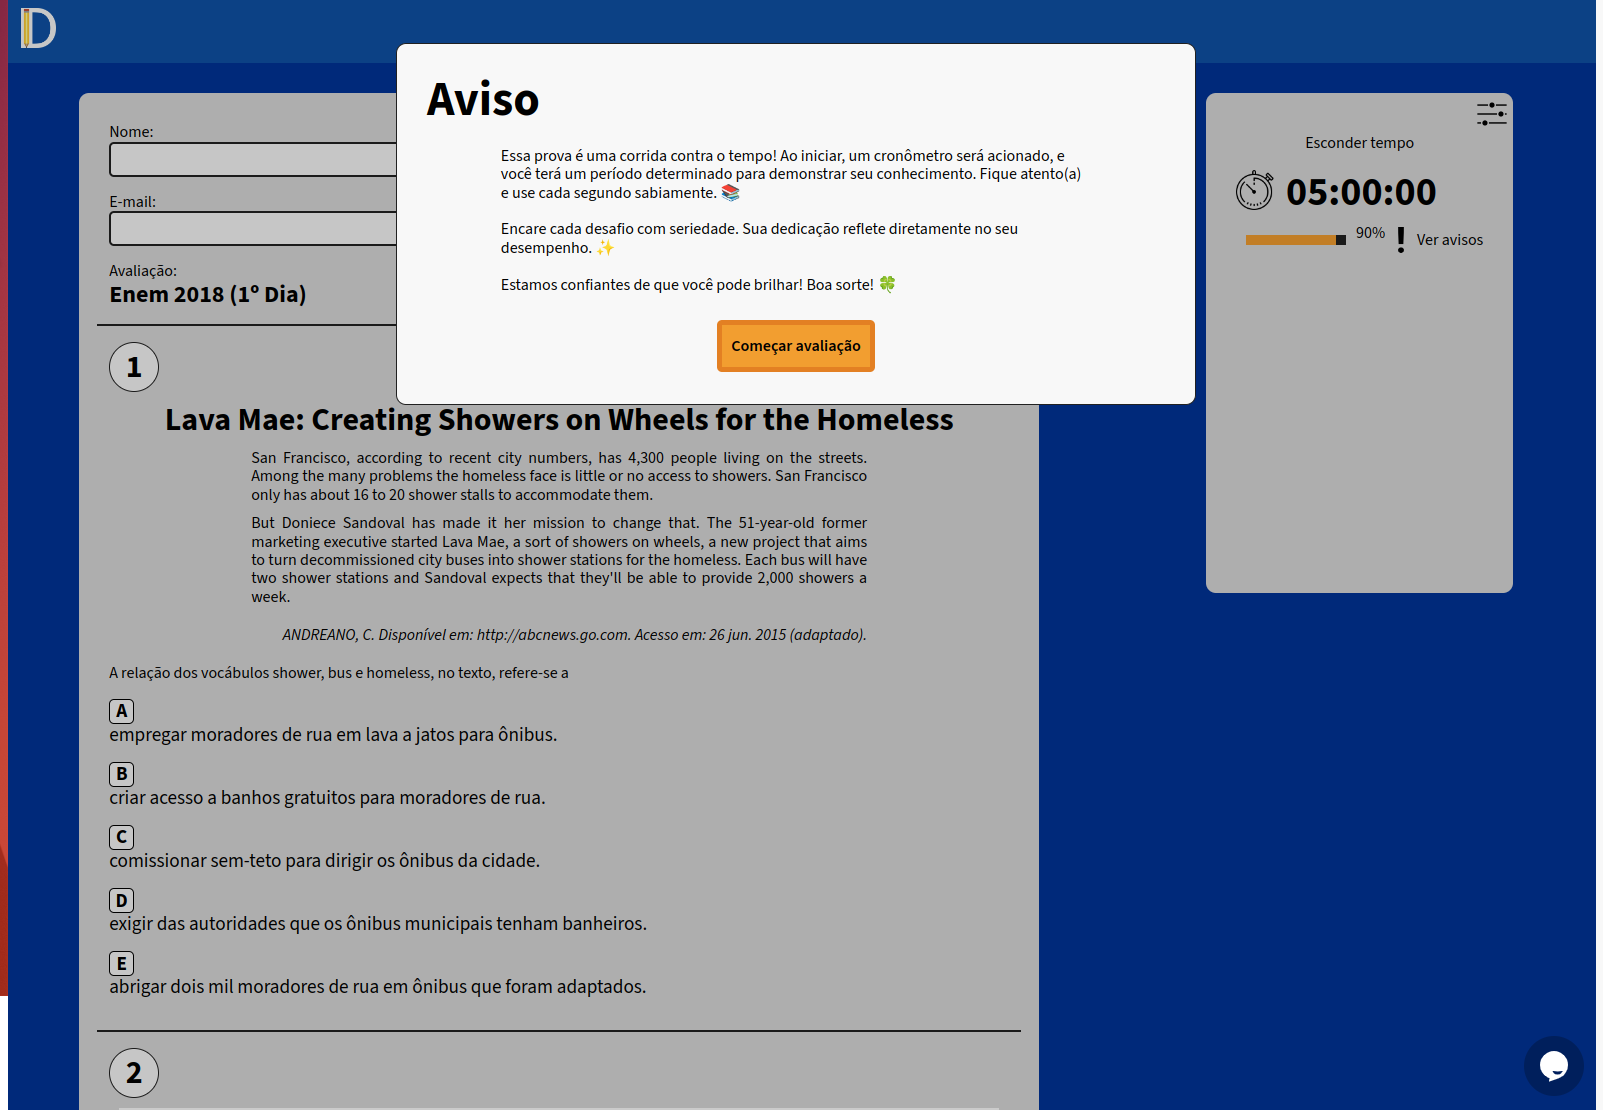 D
Aviso
Essa prova é uma corrida contra o tempo! Ao iniciar, um cronômetro será acionado, e
você terá um período determinado para demonstrar seu conhecimento. Fique atento(a)
e use cada segundo sabiamente. 📚
Encare cada desafio com seriedade. Sua dedicação reflete diretamente no seu
desempenho. ✨
Estamos confiantes de que você pode brilhar! Boa sorte! 🍀
Começar avaliação
Nome:
E-mail:
Avaliação:
Enem 2018 (1º Dia)
1
Lava Mae: Creating Showers on Wheels for the Homeless
San Francisco, according to recent city numbers, has 4,300 people living on the streets.
Among the many problems the homeless face is little or no access to showers. San Francisco
only has about 16 to 20 shower stalls to accommodate them.
But Doniece Sandoval has made it her mission to change that. The 51-year-old former
marketing executive started Lava Mae, a sort of showers on wheels, a new project that aims
to turn decommissioned city buses into shower stations for the homeless. Each bus will have
two shower stations and Sandoval expects that they'll be able to provide 2,000 showers a
week.
ANDREANO, C. Disponível em: http://abcnews.go.com. Acesso em: 26 jun. 2015 (adaptado).
A relação dos vocábulos shower, bus e homeless, no texto, refere-se a
A
empregar moradores de rua em lava a jatos para ônibus.
B
criar acesso a banhos gratuitos para moradores de rua.
C
comissionar sem-teto para dirigir os ônibus da cidade.
D
exigir das autoridades que os ônibus municipais tenham banheiros.
E
abrigar dois mil moradores de rua em ônibus que foram adaptados.
2
Esconder tempo
05:00:00
90%
Ver avisos